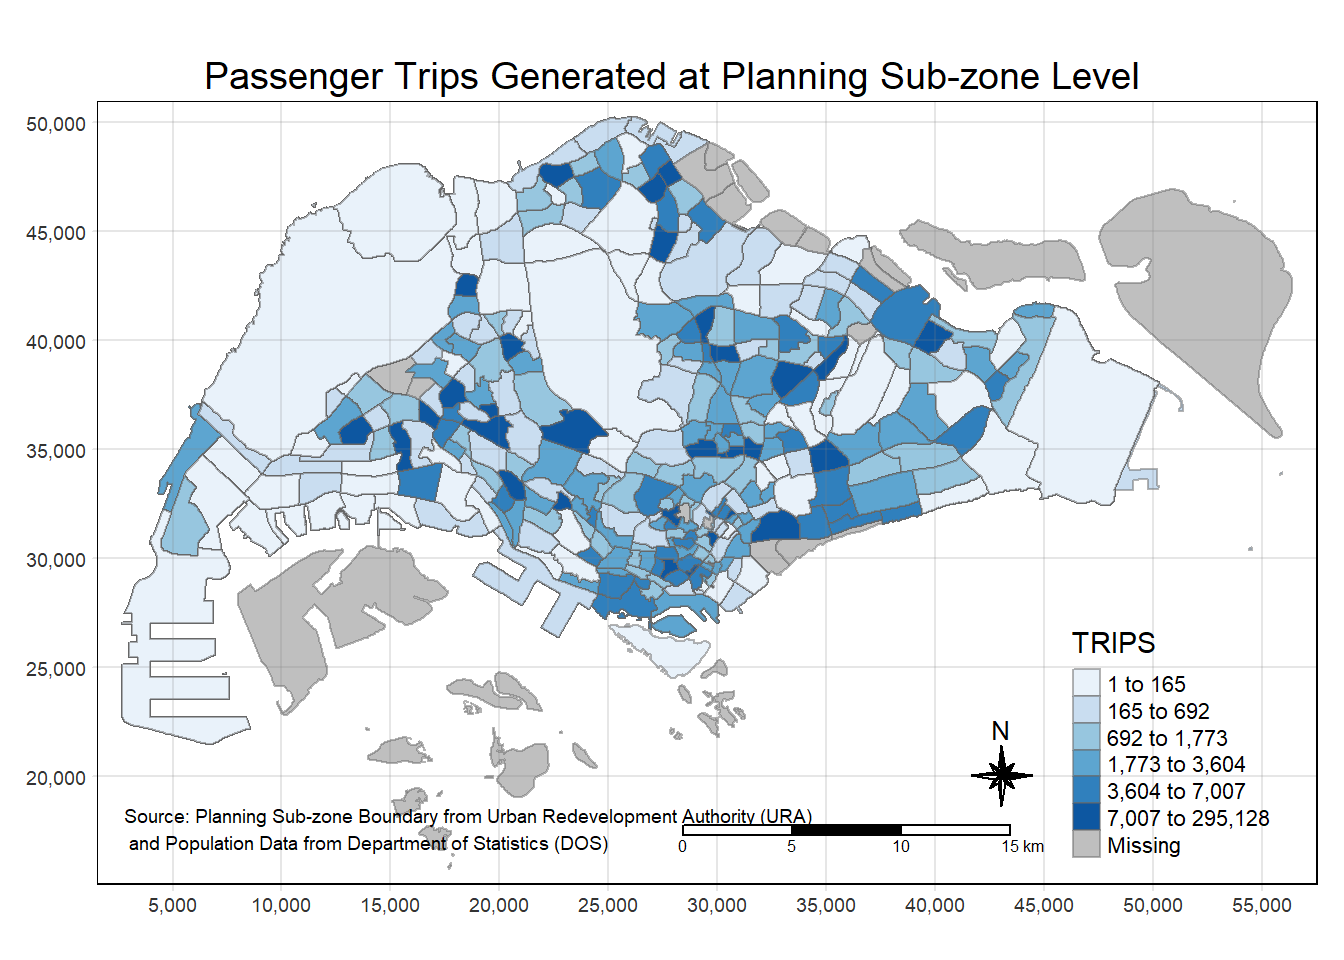 Passenger Trips Generated at Planning Sub-zone Level
50,000
45,000
40,000
35,000
30,000
25,000
20,000
TRIPS
1 to 165
165 to 692
692 to 1,773
1,773 to 3,604
3,604 to 7,007
7,007 to 295,128
Missing
N
Source: Planning Sub-zone Boundary from Urban Redevelopment Authority (URA)
and Population Data from Department of Statistics (DOS)
0 5 10 15 km
5,000 10,000 15,000 20,000 25,000 30,000 35,000 40,000 45,000 50,000 55,000